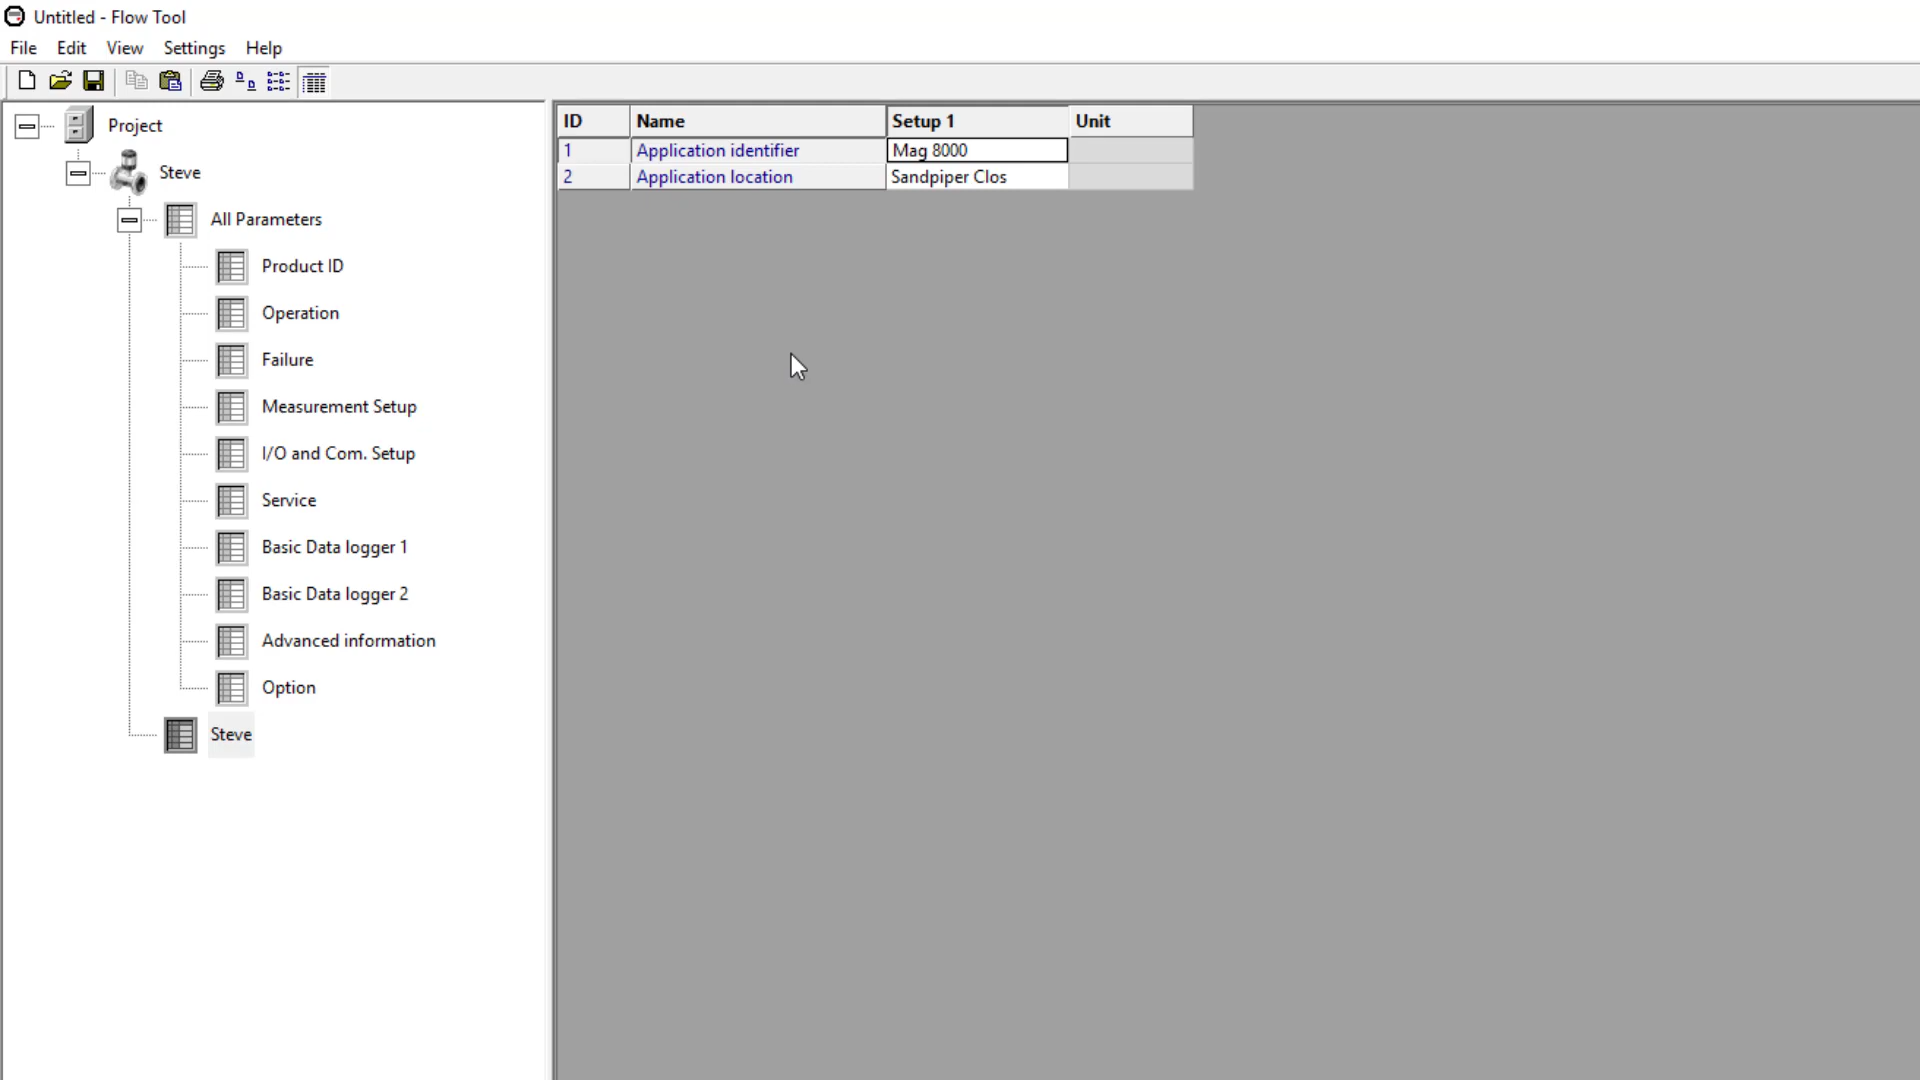 Untitled - Flow Tool
File Edit View Settings Help
Project
Steve
All Parameters
Product ID
Operation
Failure
Measurement Setup
I/O and Com. Setup
Service
Basic Data logger 1
Basic Data logger 2
Advanced information
Option
Steve
ID Name Setup 1 Unit
1 Application identifier Mag 8000
2 Application location Sandpiper Clos